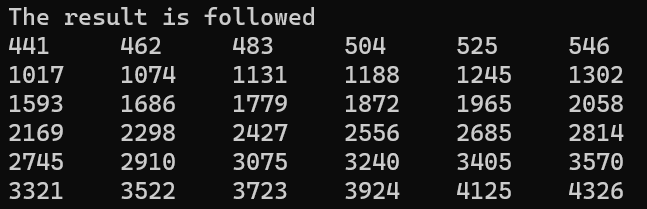 The result is followed
441 462 483 504 525 546
1017 1074 1131 1188 1245 1302
1593 1686 1779 1872 1965 2058
2169 2298 2427 2556 2685 2814
2745 2910 3075 3240 3405 3570
3321 3522 3723 3924 4125 4326